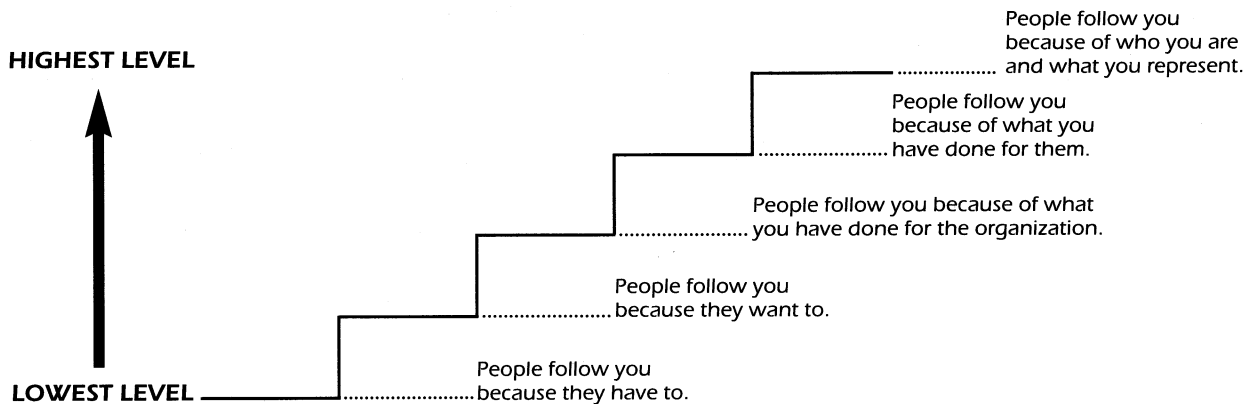 People follow you
because of who you are
and what you represent.
HIGHEST LEVEL
People follow you
because of what you
have done for them.
People follow you because of what
you have done for the organization.
People follow you
because they want to.
People follow you
because they have to.
LOWEST LEVEL